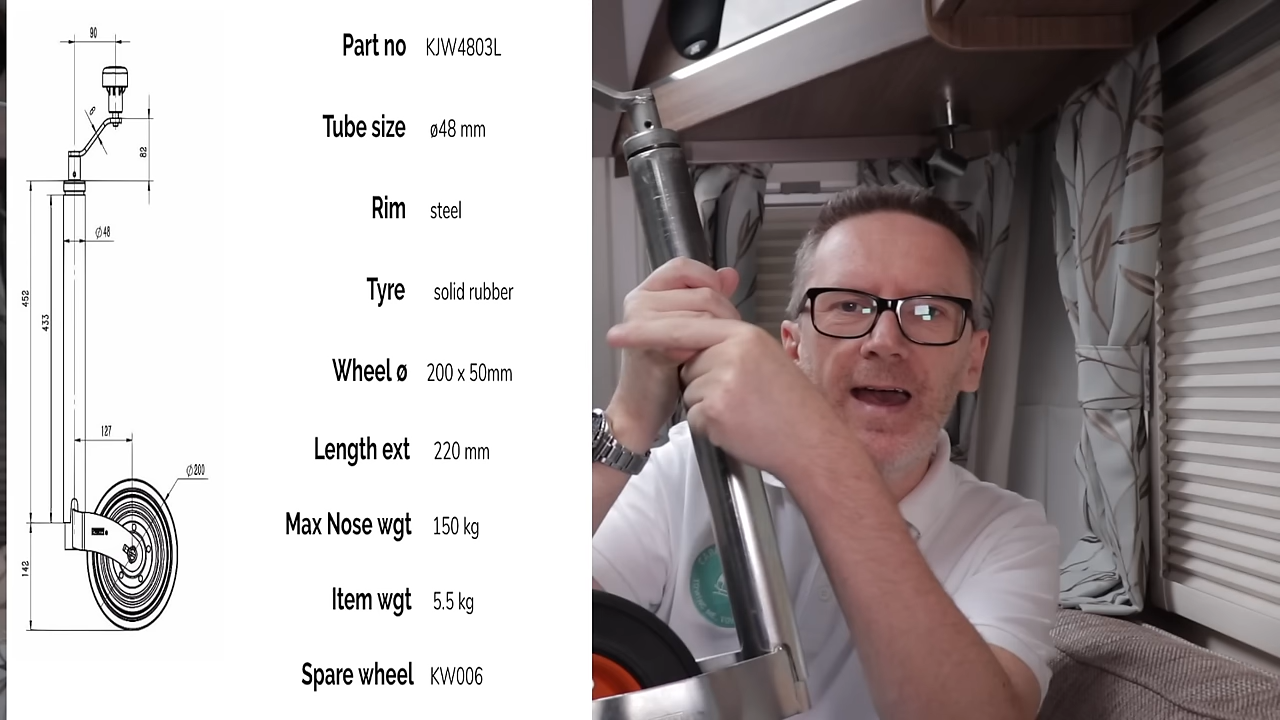 90
8
82
Ø48
452
433
127
Ø200
142
Part no KJW4803L
Tube size ø48 mm
Rim steel
Tyre solid rubber
Wheel ø 200 x 50mm
Length ext 220 mm
Max Nose wgt 150 kg
Item wgt 5.5 kg
Spare wheel KW006